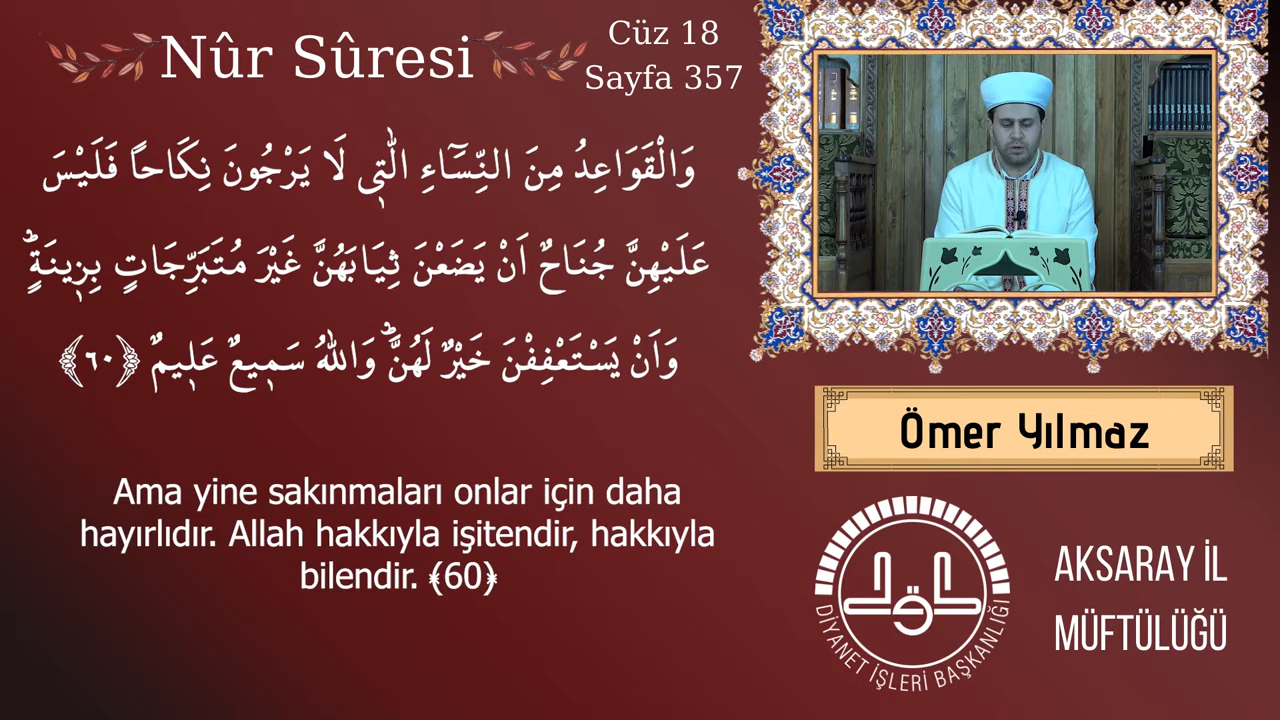 Nûr Sûresi
Cüz 18
Sayfa 357
وَالْقَوَاعِدُ مِنَ النِّسَٓاءِ الّٰت۪ي لَا يَرْجُونَ نِكَاحاً فَلَيْسَ
عَلَيْهِنَّ جُنَاحٌ اَنْ يَضَعْنَ ثِيَابَهُنَّ غَيْرَ مُتَبَرِّجَاتٍ بِز۪ينَةٍۜ
وَاَنْ يَسْتَعْفِفْنَ خَيْرٌ لَهُنَّۜ وَاللّٰهُ سَم۪يعٌ عَل۪يمٌ ﴿٦٠﴾
Ama yine sakınmaları onlar için daha
hayırlıdır. Allah hakkıyla işitendir, hakkıyla
bilendir. ﴾60﴿
Ömer Yılmaz
DİYANET İŞLERİ BAŞKANLIĞI
AKSARAY İL
MÜFTÜLÜĞÜ